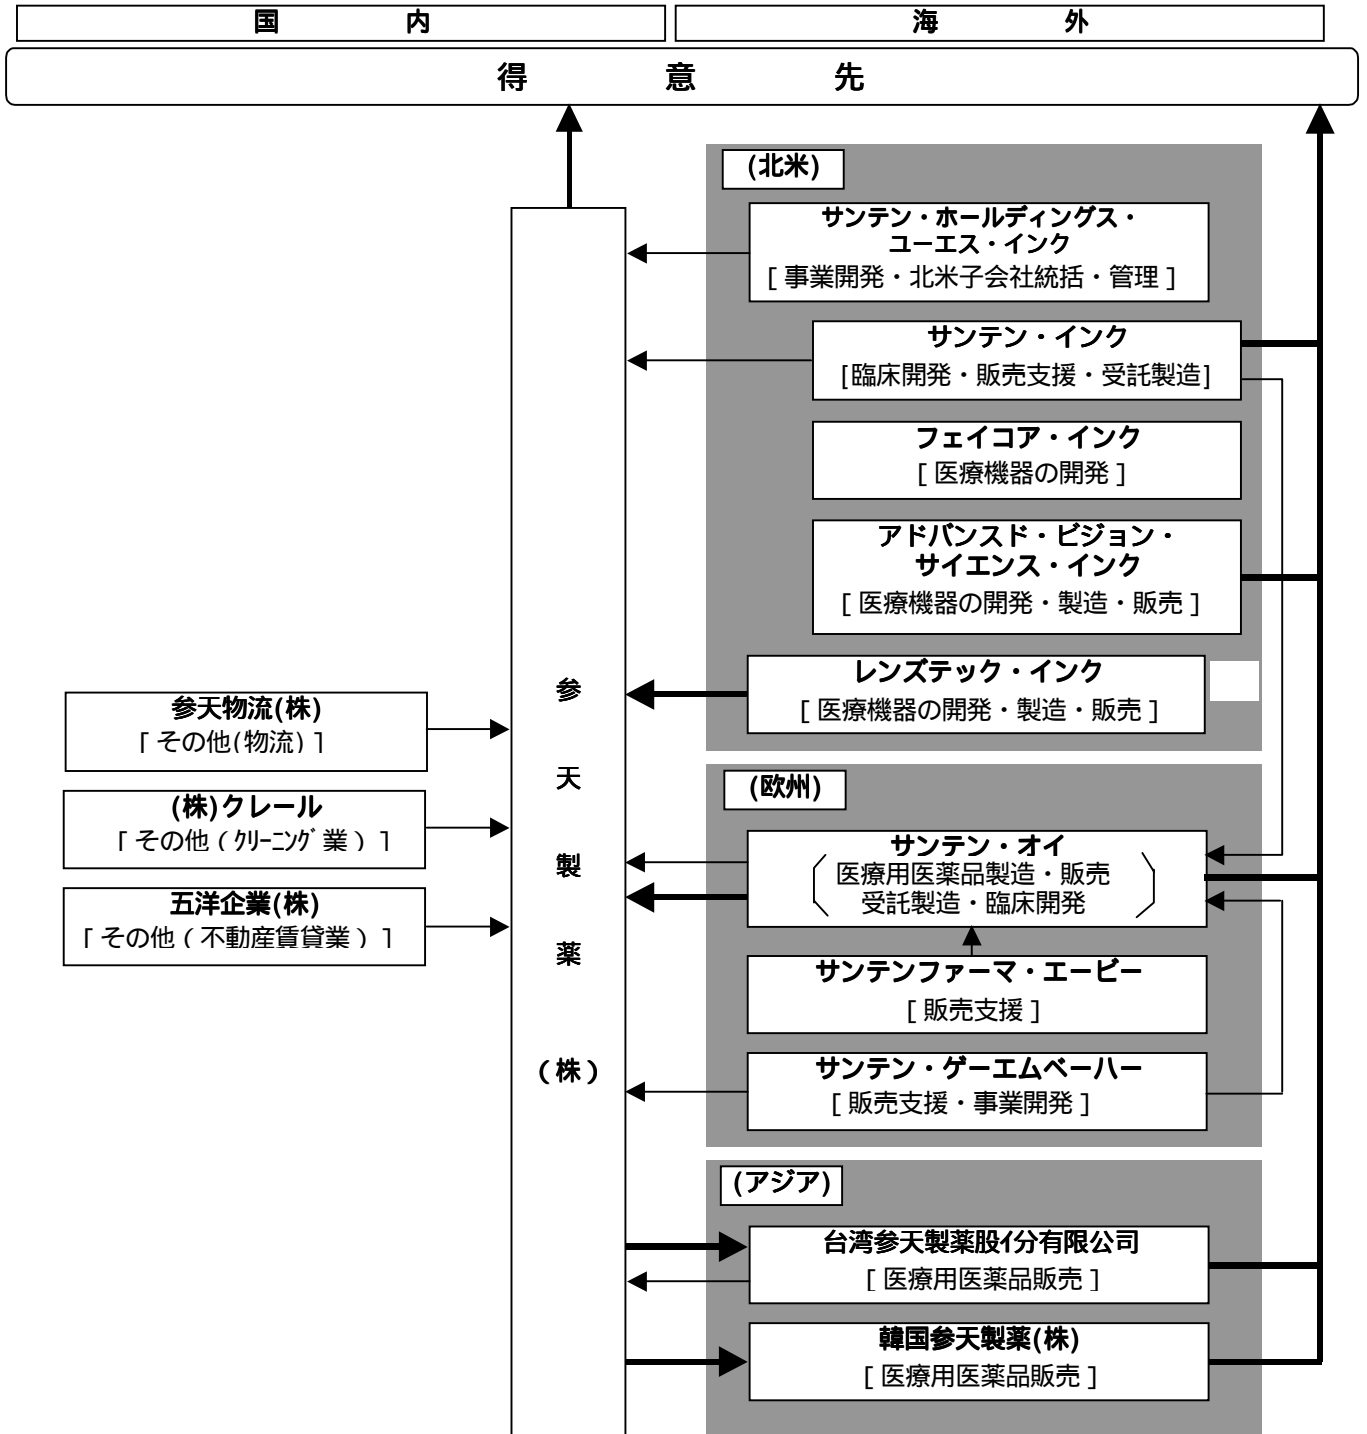 国　　　　内
海　　　　外
得　　　意　　　先
(北米)
サンテン・ホールディングス・
ユーエス・インク
[ 事業開発・北米子会社統括・管理 ]
サンテン・インク
[臨床開発・販売支援・受託製造]
フェイコア・インク
[ 医療機器の開発 ]
アドバンスド・ビジョン・
サイエンス・インク
[ 医療機器の開発・製造・販売 ]
レンズテック・インク
[ 医療機器の開発・製造・販売 ]
参天物流(株)
[ その他(物流) ]
(株)クレール
[ その他 ( ｸﾘｰﾆﾝｸﾞ業 ) ]
五洋企業(株)
[ その他 ( 不動産賃貸業 ) ]
参
天
製
薬
(株)
(欧州)
サンテン・オイ
医療用医薬品製造・販売
受託製造・臨床開発
サンテンファーマ・エービー
[ 販売支援 ]
サンテン・ゲーエムベーハー
[ 販売支援・事業開発 ]
(アジア)
台湾参天製薬股ｲ分有限公司
[ 医療用医薬品販売 ]
韓国参天製薬(株)
[ 医療用医薬品販売 ]